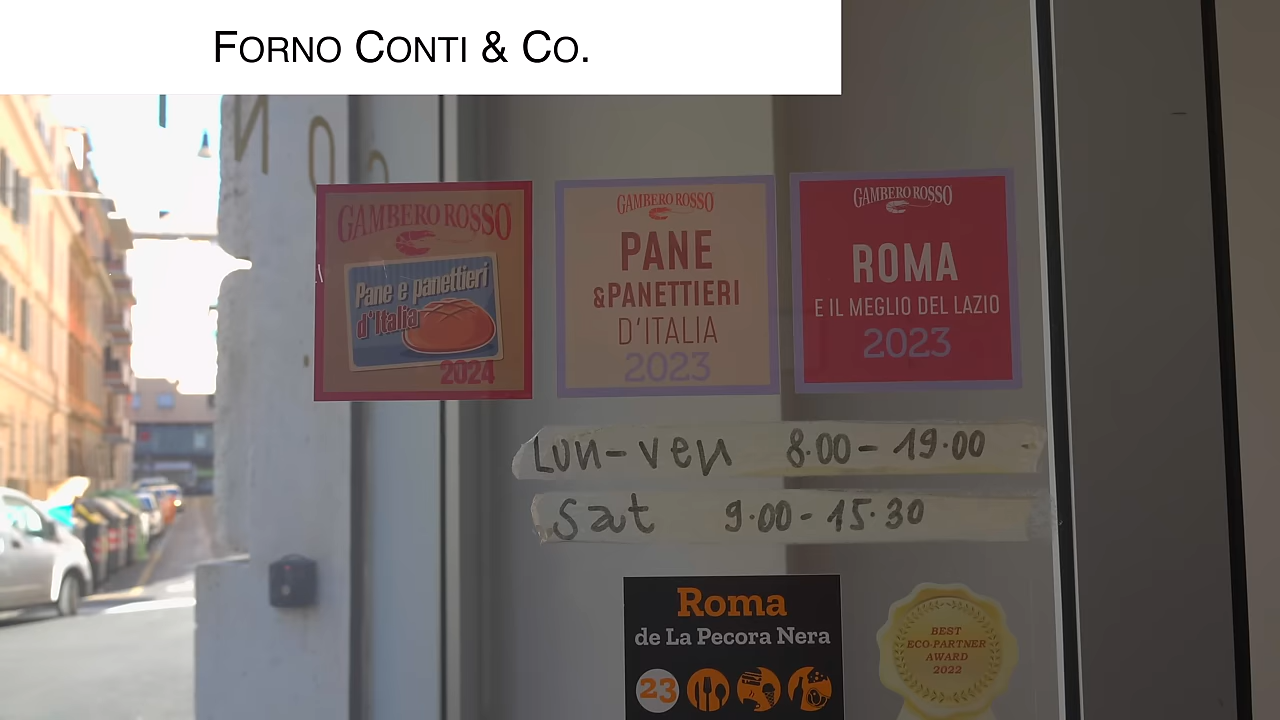 FORNO CONTI & CO.
GAMBERO ROSSO
Pane e panettieri
d'Italia
2024
GAMBERO ROSSO
PANE
&PANETTIERI
D'ITALIA
2023
GAMBERO ROSSO
ROMA
E IL MEGLIO DEL LAZIO
2023
Lun-ven 8.00-19.00
Sat 9.00-15.30
Roma
de La Pecora Nera
23
BEST
ECO-PARTNER
AWARD
2022